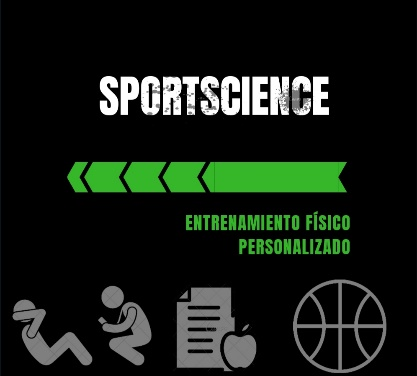 SPORTSCIENCE
ENTRENAMIENTO FÍSICO
PERSONALIZADO